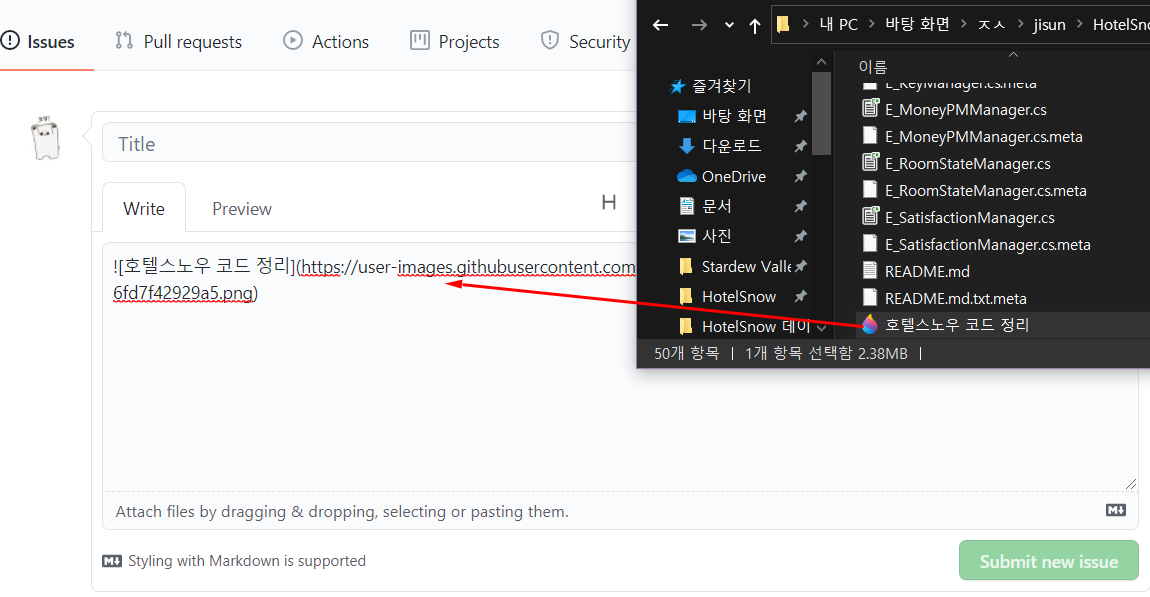 Issues
Pull requests
Actions
Projects
Security
Title
Write
Preview
H
![호텔스노우 코드 정리](https://user-images.githubusercontent.com
6fd7f42929a5.png)
Attach files by dragging & dropping, selecting or pasting them.
Styling with Markdown is supported
Submit new issue
내 PC
바탕 화면
ㅈㅅ
jisun
HotelSno
즐겨찾기
바탕 화면
다운로드
OneDrive
문서
사진
Stardew Valle
HotelSnow
HotelSnow 데이
이름
E_KeyManager.cs.meta
E_MoneyPMManager.cs
E_MoneyPMManager.cs.meta
E_RoomStateManager.cs
E_RoomStateManager.cs.meta
E_SatisfactionManager.cs
E_SatisfactionManager.cs.meta
README.md
README.md.txt.meta
호텔스노우 코드 정리
50개 항목
1개 항목 선택함 2.38MB